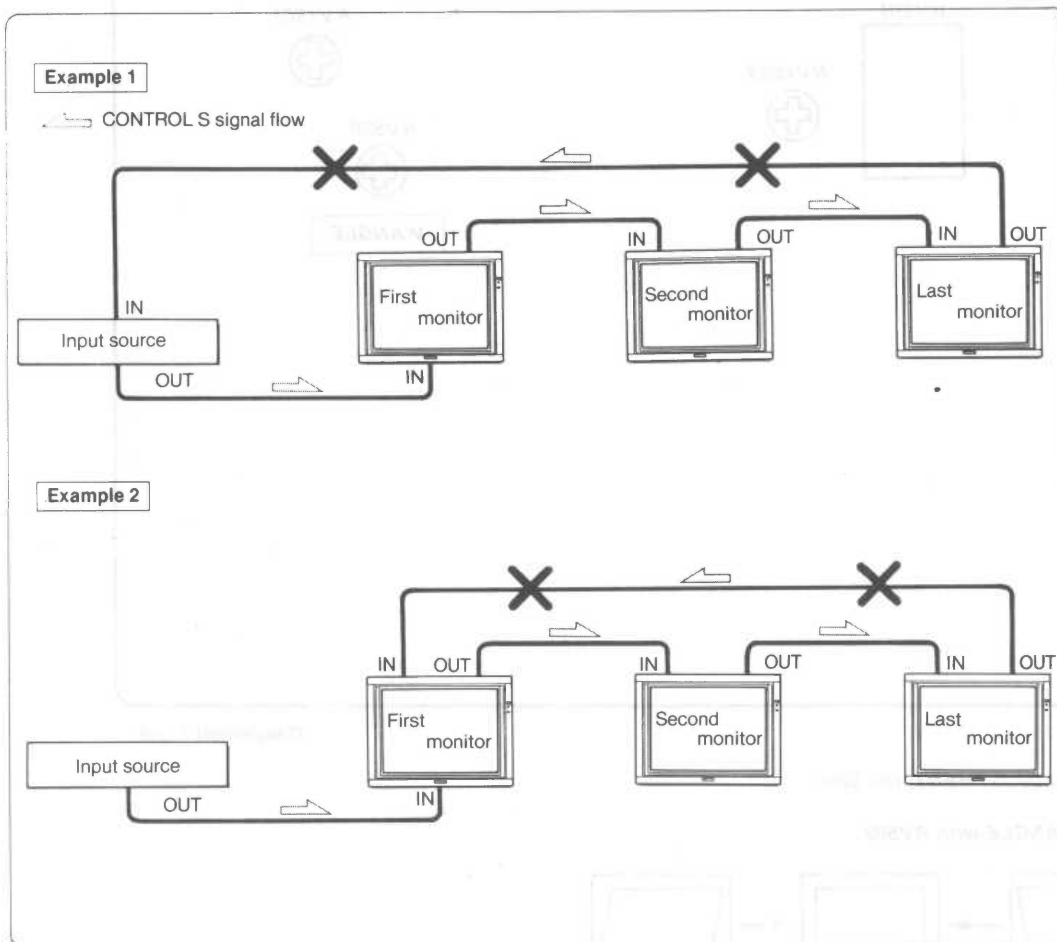 Example 1
CONTROL S signal flow
OUT
IN
OUT
IN
OUT
First
monitor
Second
monitor
Last
monitor
IN
Input source
OUT
IN
Example 2
IN
OUT
IN
OUT
IN
OUT
First
monitor
Second
monitor
Last
monitor
Input source
OUT
IN